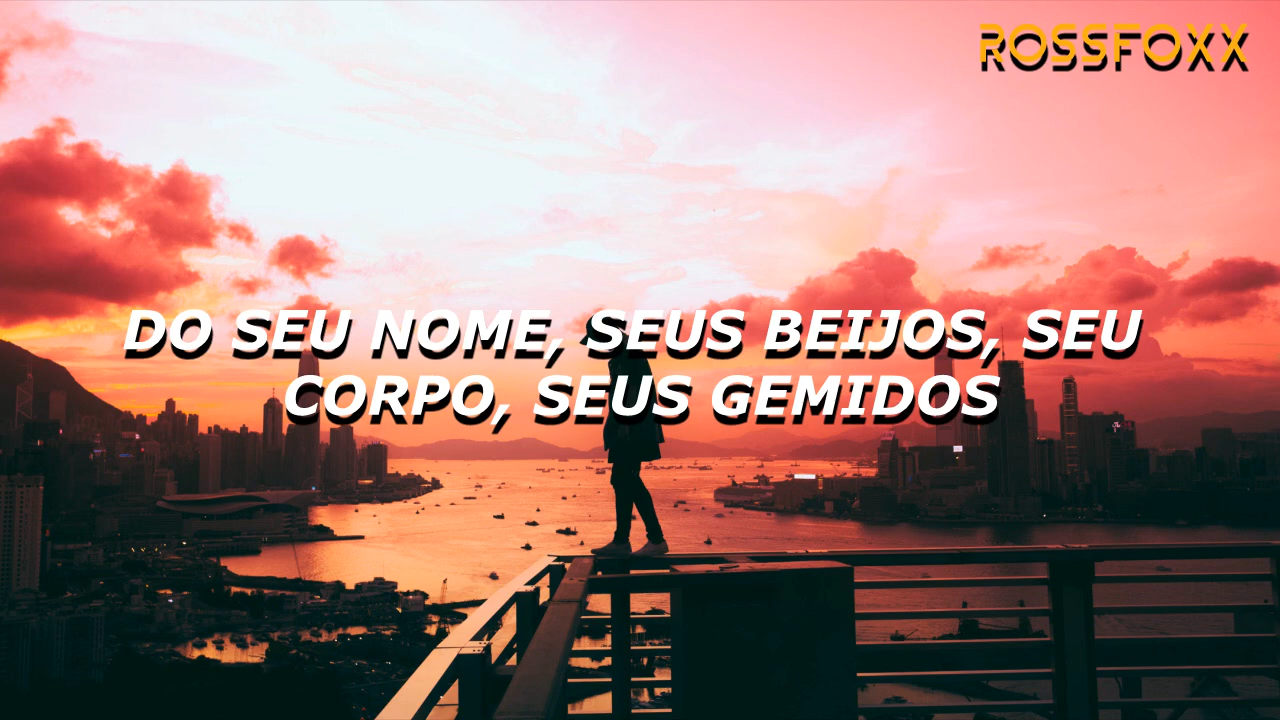 ROSSFOXX
DO SEU NOME, SEUS BEIJOS, SEU
CORPO, SEUS GEMIDOS